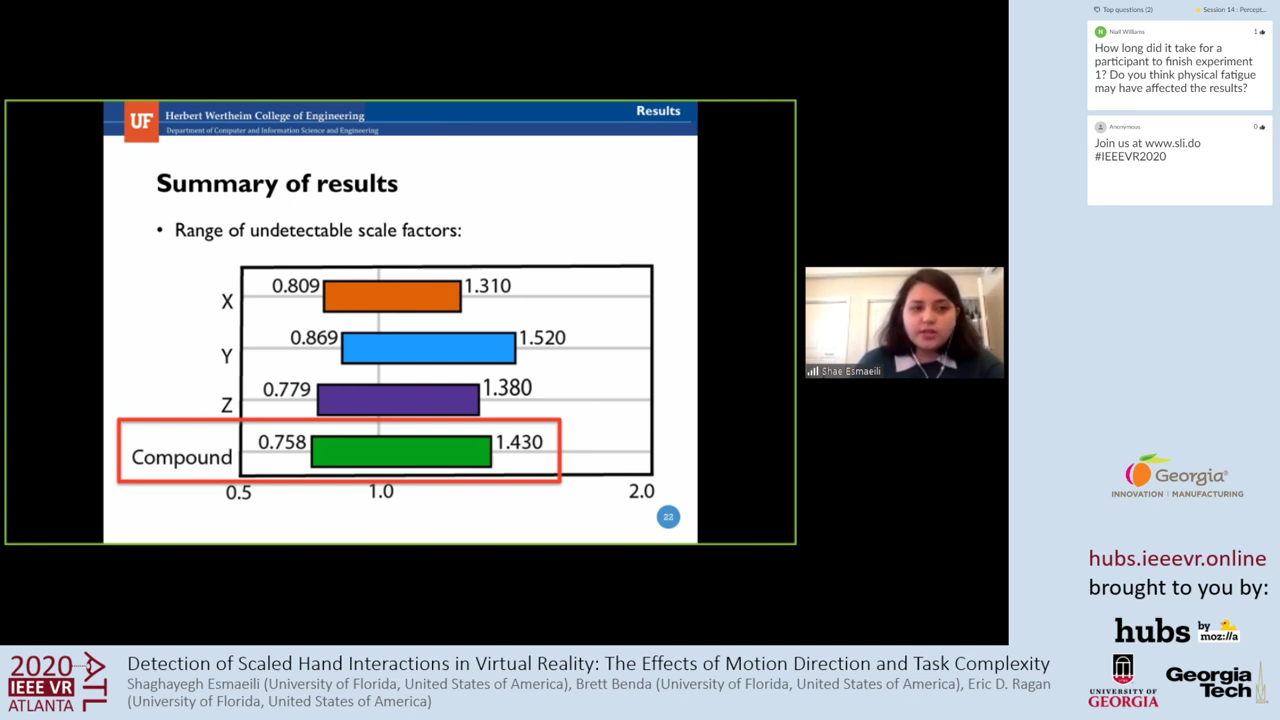 UF
Herbert Wertheim College of Engineering
Department of Computer and Information Science and Engineering
Results
Summary of results
• Range of undetectable scale factors:
X 0.809 1.310
Y 0.869 1.520
Z 0.779 1.380
Compound 0.758 1.430
0.5 1.0 2.0
22
Shae Esmaeili
Top questions (2)
Session 14 : Percept...
N Niall Williams 1
How long did it take for a
participant to finish experiment
1? Do you think physical fatigue
may have affected the results?
Anonymous 0
Join us at www.sli.do
#IEEEVR2020
Georgia®
INNOVATION | MANUFACTURING
hubs.ieeevr.online
brought to you by:
hubs by moz://a
UNIVERSITY OF
GEORGIA
Georgia
Tech
2020
IEEE VR
ATLANTA
ATL
Detection of Scaled Hand Interactions in Virtual Reality: The Effects of Motion Direction and Task Complexity
Shaghayegh Esmaeili (University of Florida, United States of America), Brett Benda (University of Florida, United States of America), Eric D. Ragan
(University of Florida, United States of America)